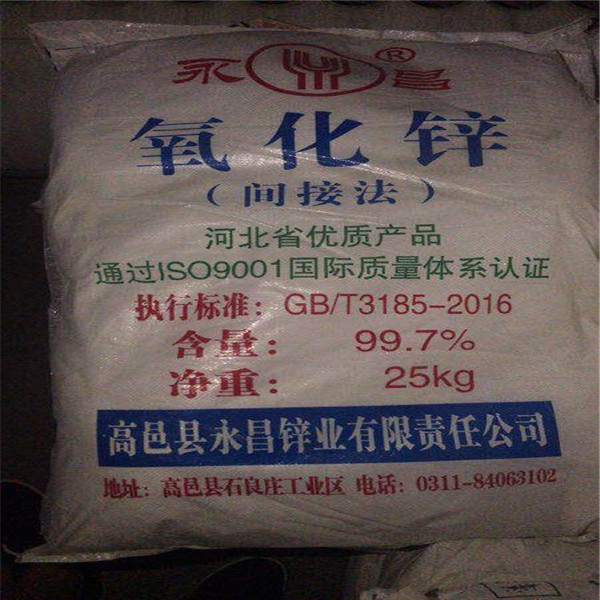 永昌®
氧化锌
（间接法）
河北省优质产品
通过ISO9001国际质量体系认证
执行标准：GB/T3185-2016
含量： 99.7%
净重： 25kg
高邑县永昌锌业有限责任公司
地址：高邑县石良庄工业区 电话：0311-84063102